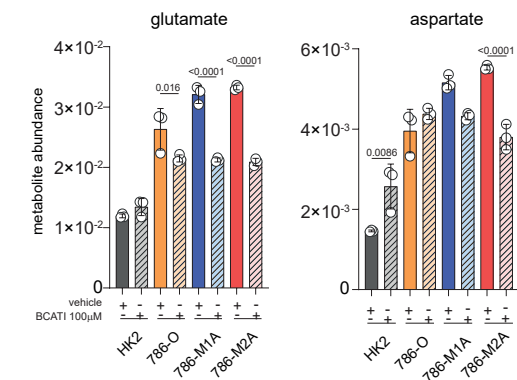 glutamate
aspartate
metabolite abundance
4×10-2
3×10-2
2×10-2
1×10-2
0
0.016
<0.0001
<0.0001
6×10-3
4×10-3
2×10-3
0
0.0086
<0.0001
vehicle + - + - + - + -
BCATI 100μM - + - + - + - +
HK2
786-O
786-M1A
786-M2A
+ - + - + - + -
- + - + - + - +
HK2
786-O
786-M1A
786-M2A